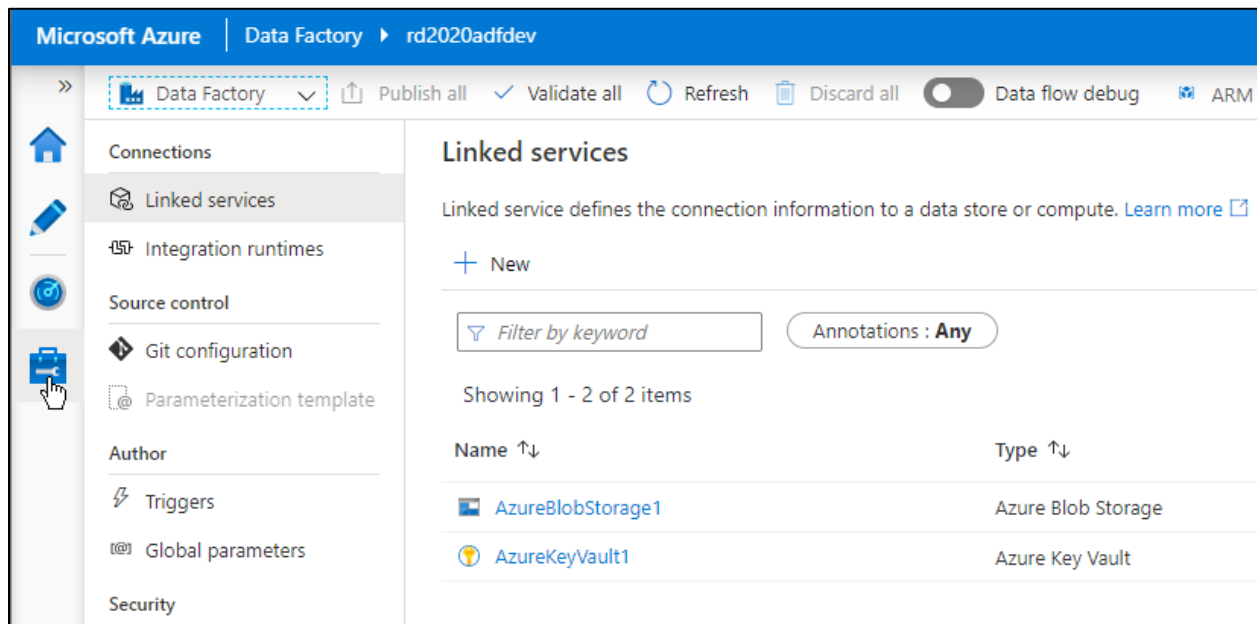 Microsoft Azure | Data Factory ▸ rd2020adfdev
» Data Factory Publish all Validate all Refresh Discard all Data flow debug ARM
Connections
Linked services
Integration runtimes
Source control
Git configuration
Parameterization template
Author
Triggers
Global parameters
Security
Linked services
Linked service defines the connection information to a data store or compute. Learn more
+ New
Filter by keyword Annotations : Any
Showing 1 - 2 of 2 items
Name ↑↓ Type ↑↓
AzureBlobStorage1 Azure Blob Storage
AzureKeyVault1 Azure Key Vault